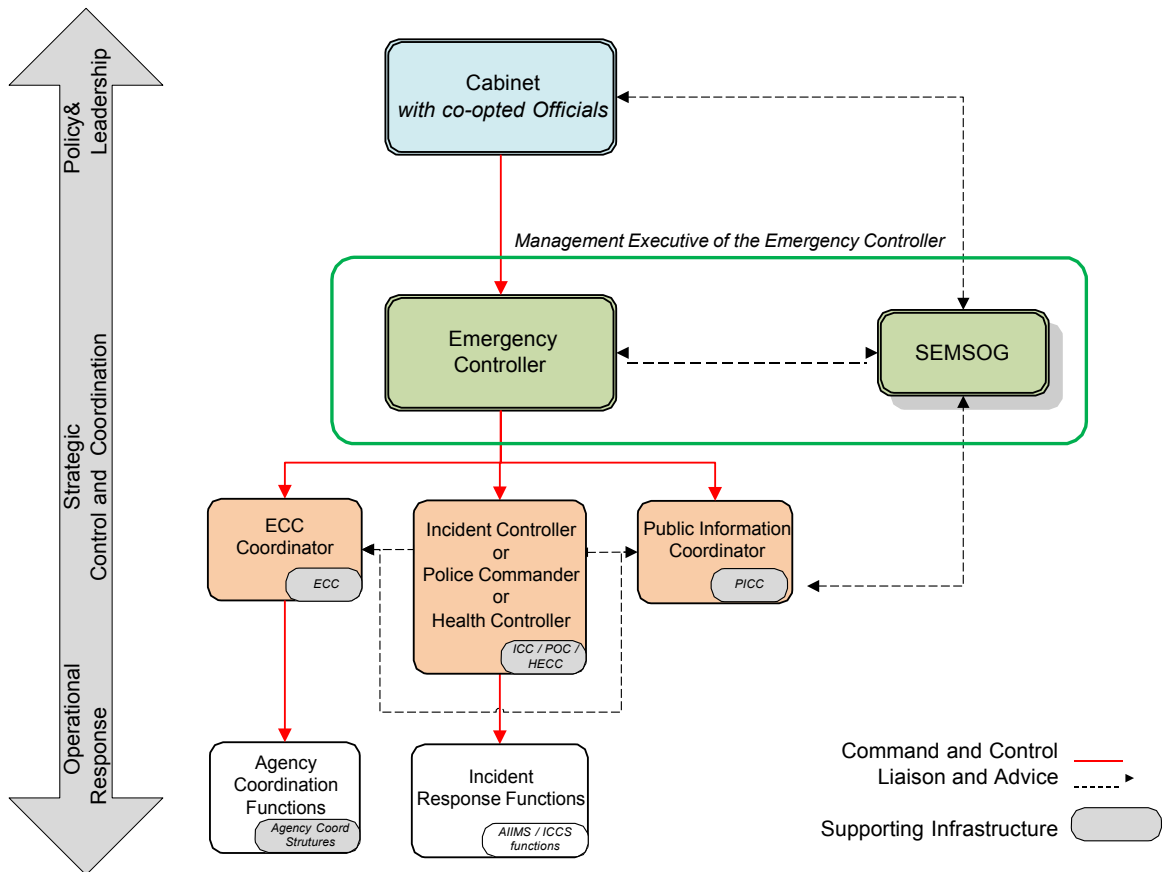 Policy&
Leadership
Strategic
Control and Coordination
Operational
Response
Cabinet
with co-opted Officials
Management Executive of the Emergency Controller
Emergency
Controller
SEMSOG
ECC
Coordinator
ECC
Incident Controller
or
Police Commander
or
Health Controller
ICC / POC /
HECC
Public Information
Coordinator
PICC
Agency
Coordination
Functions
Agency Coord
Strutures
Incident
Response Functions
AIIMS / ICCS
functions
Command and Control
Liaison and Advice
Supporting Infrastructure